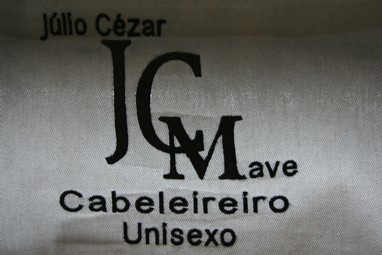 Júlio Cézar
JCMave
Cabeleireiro
Unisexo